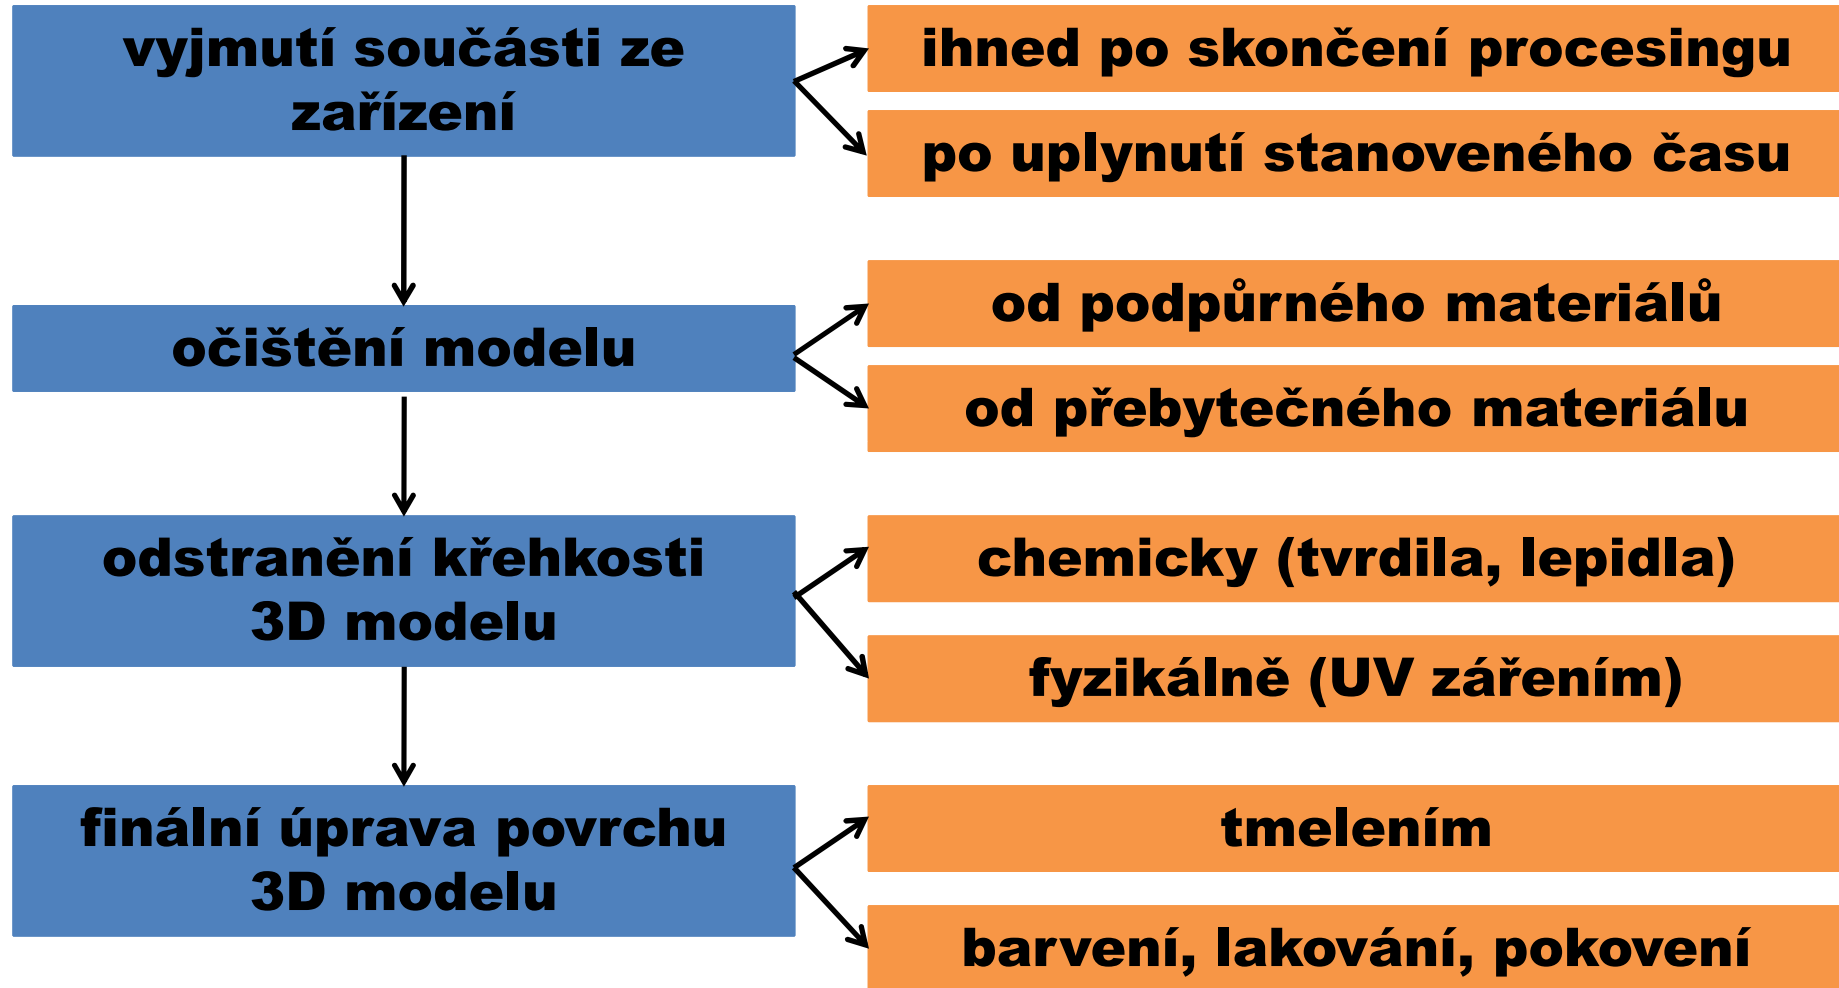 vyjmutí součásti ze
zařízení
ihned po skončení procesingu
po uplynutí stanoveného času
očištění modelu
od podpůrného materiálů
od přebytečného materiálu
odstranění křehkosti
3D modelu
chemicky (tvrdila, lepidla)
fyzikálně (UV zářením)
finální úprava povrchu
3D modelu
tmelením
barvení, lakování, pokovení